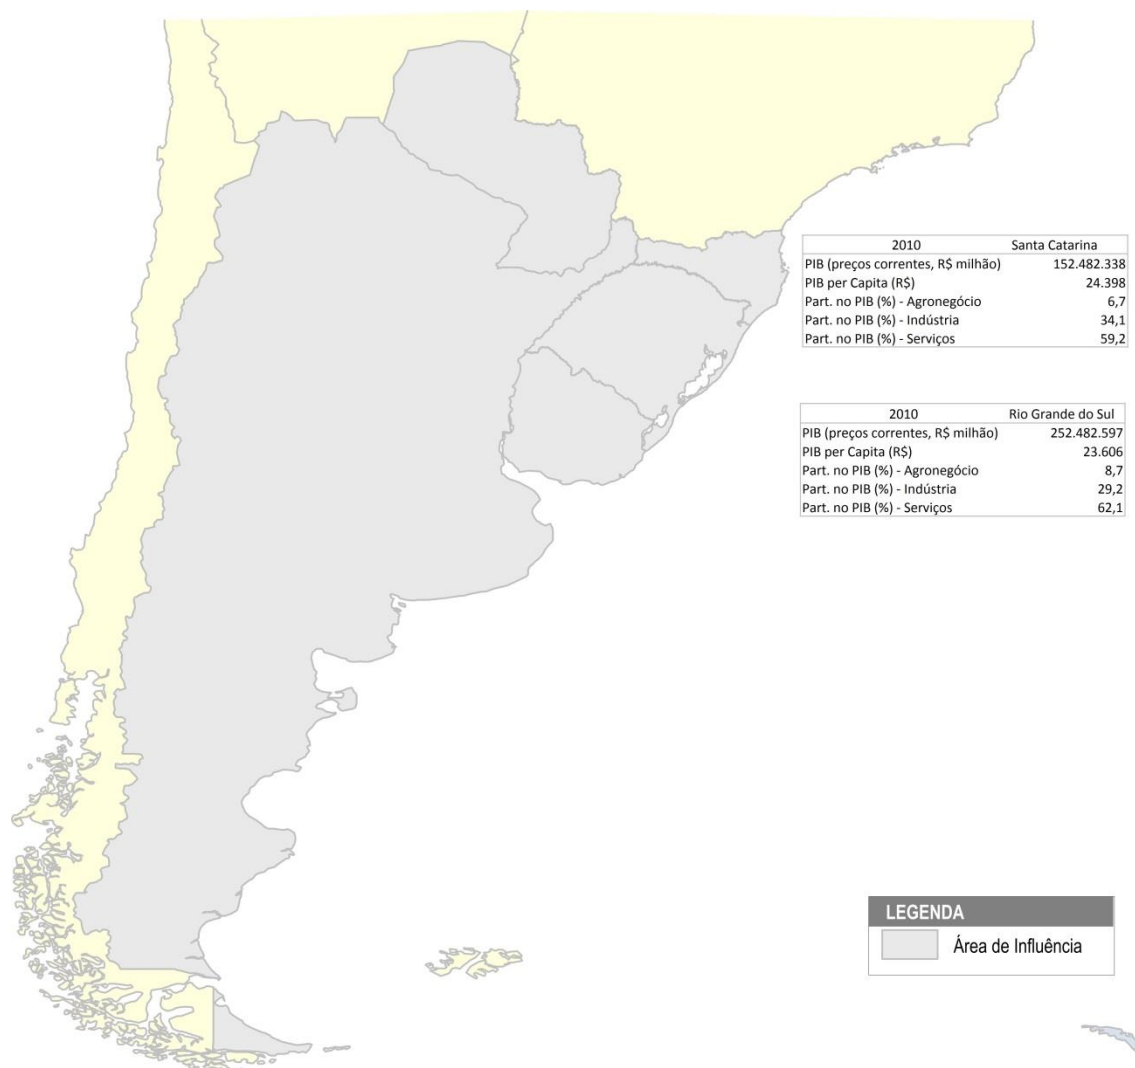 2010 Santa Catarina
PIB (preços correntes, R$ milhão) 152.482.338
PIB per Capita (R$) 24.398
Part. no PIB (%) - Agronegócio 6,7
Part. no PIB (%) - Indústria 34,1
Part. no PIB (%) - Serviços 59,2
2010 Rio Grande do Sul
PIB (preços correntes, R$ milhão) 252.482.597
PIB per Capita (R$) 23.606
Part. no PIB (%) - Agronegócio 8,7
Part. no PIB (%) - Indústria 29,2
Part. no PIB (%) - Serviços 62,1
LEGENDA
Área de Influência